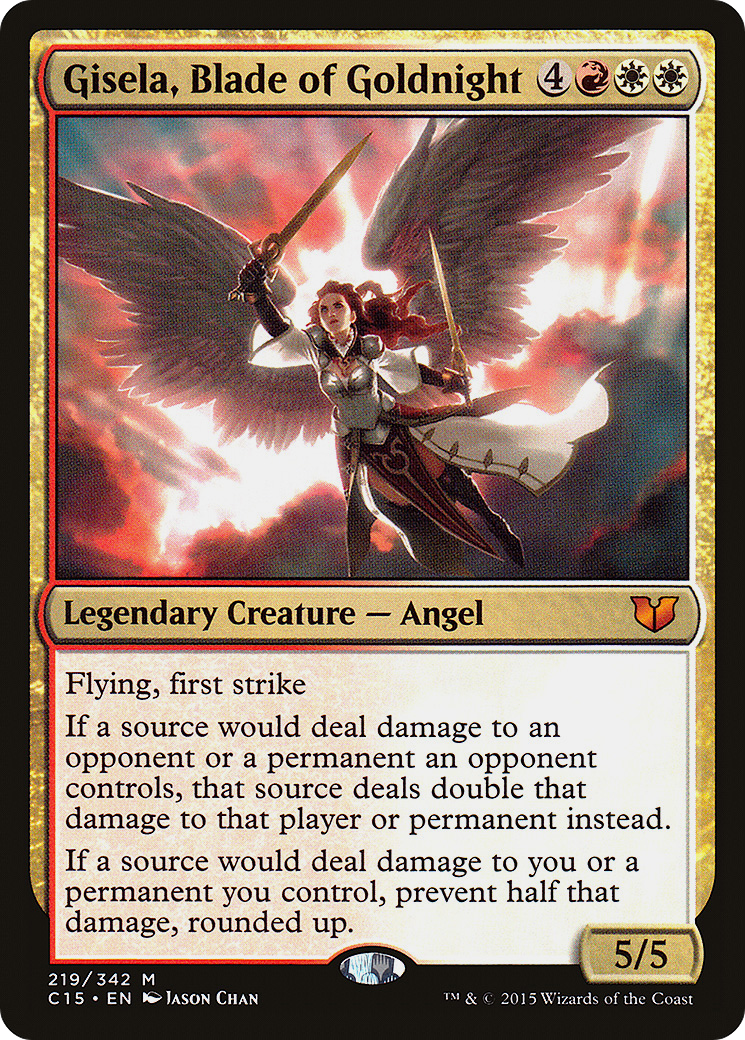 Gisela, Blade of Goldnight 4
Legendary Creature — Angel
Flying, first strike
If a source would deal damage to an
opponent or a permanent an opponent
controls, that source deals double that
damage to that player or permanent instead.
If a source would deal damage to you or a
permanent you control, prevent half that
damage, rounded up.
5/5
219/342 M
C15 • EN Jason Chan
™ & © 2015 Wizards of the Coast